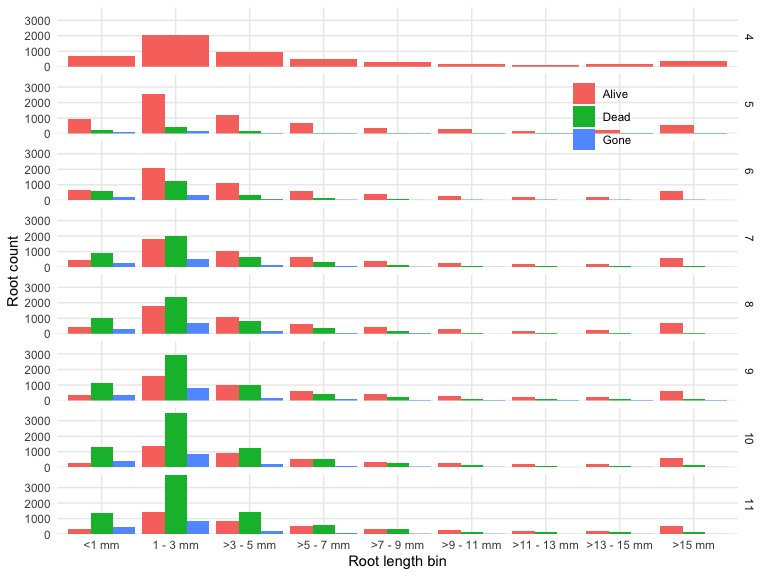 3000
2000
1000
0
4
3000
2000
1000
0
5
Alive
Dead
Gone
3000
2000
1000
0
6
3000
2000
1000
0
7
Root count
3000
2000
1000
0
8
3000
2000
1000
0
9
3000
2000
1000
0
10
3000
2000
1000
0
11
<1 mm
1 - 3 mm
>3 - 5 mm
>5 - 7 mm
>7 - 9 mm
>9 - 11 mm
>11 - 13 mm
>13 - 15 mm
>15 mm
Root length bin